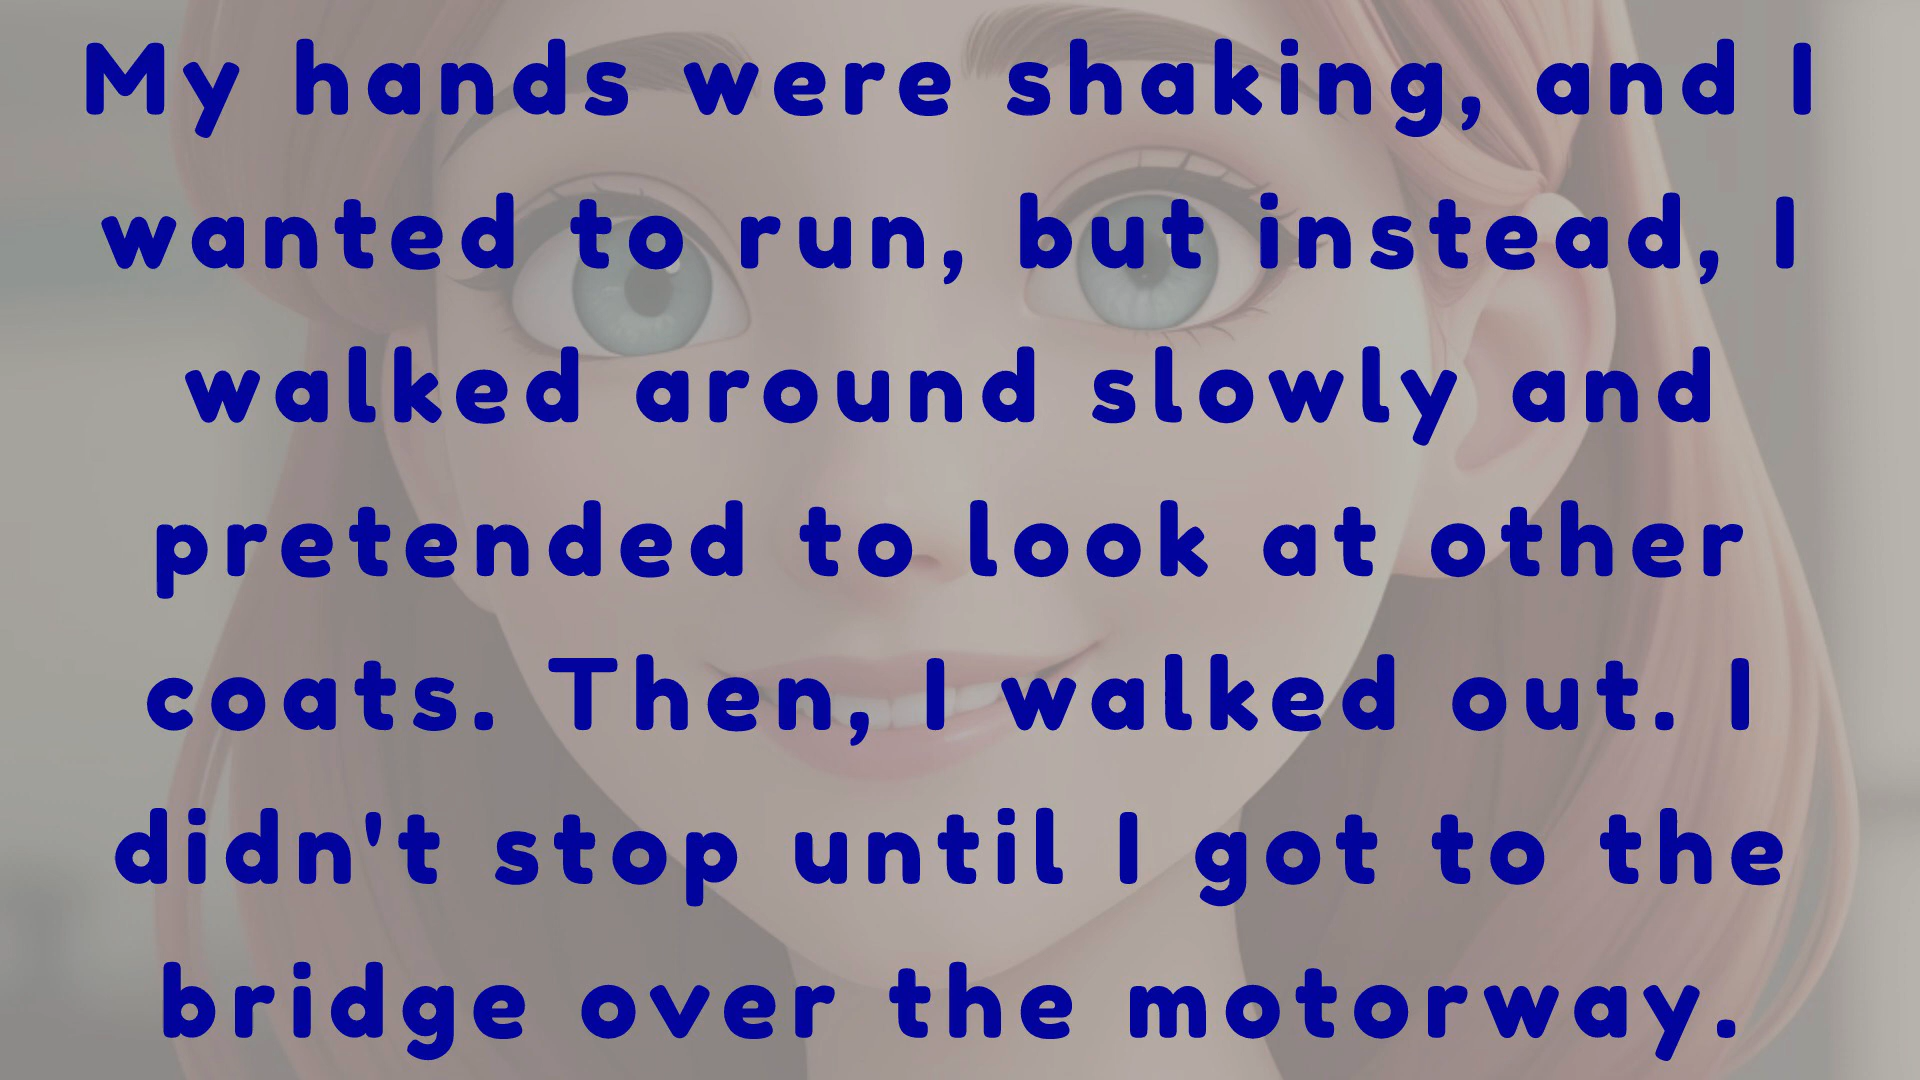 My hands were shaking, and I
wanted to run, but instead, I
walked around slowly and
pretended to look at other
coats. Then, I walked out. I
didn't stop until I got to the
bridge over the motorway.